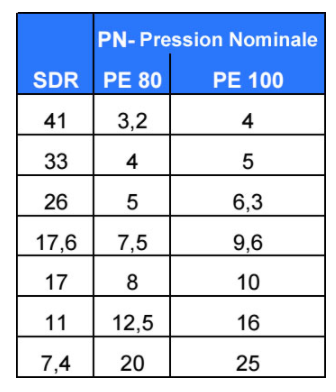 PN- Pression Nominale
SDR PE 80 PE 100
41 3,2 4
33 4 5
26 5 6,3
17,6 7,5 9,6
17 8 10
11 12,5 16
7,4 20 25